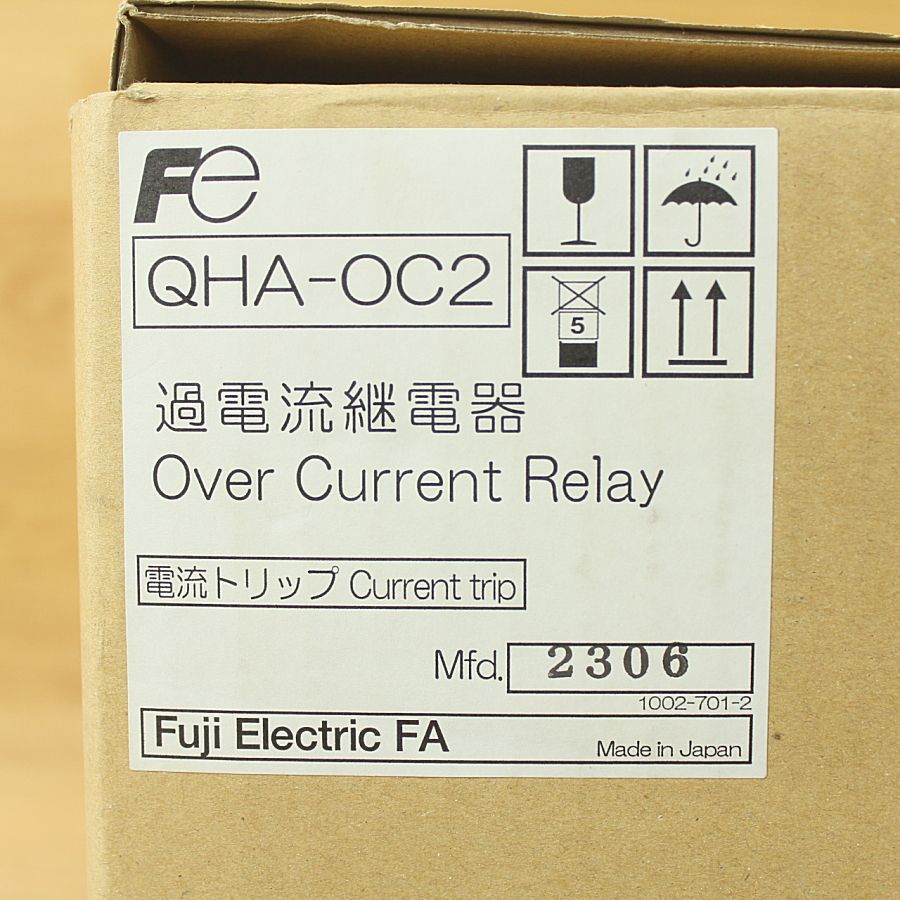 Fe
QHA-OC2
5
過電流継電器
Over Current Relay
電流トリップ Current trip
Mfd. 2306
1002-701-2
Fuji Electric FA
Made in Japan